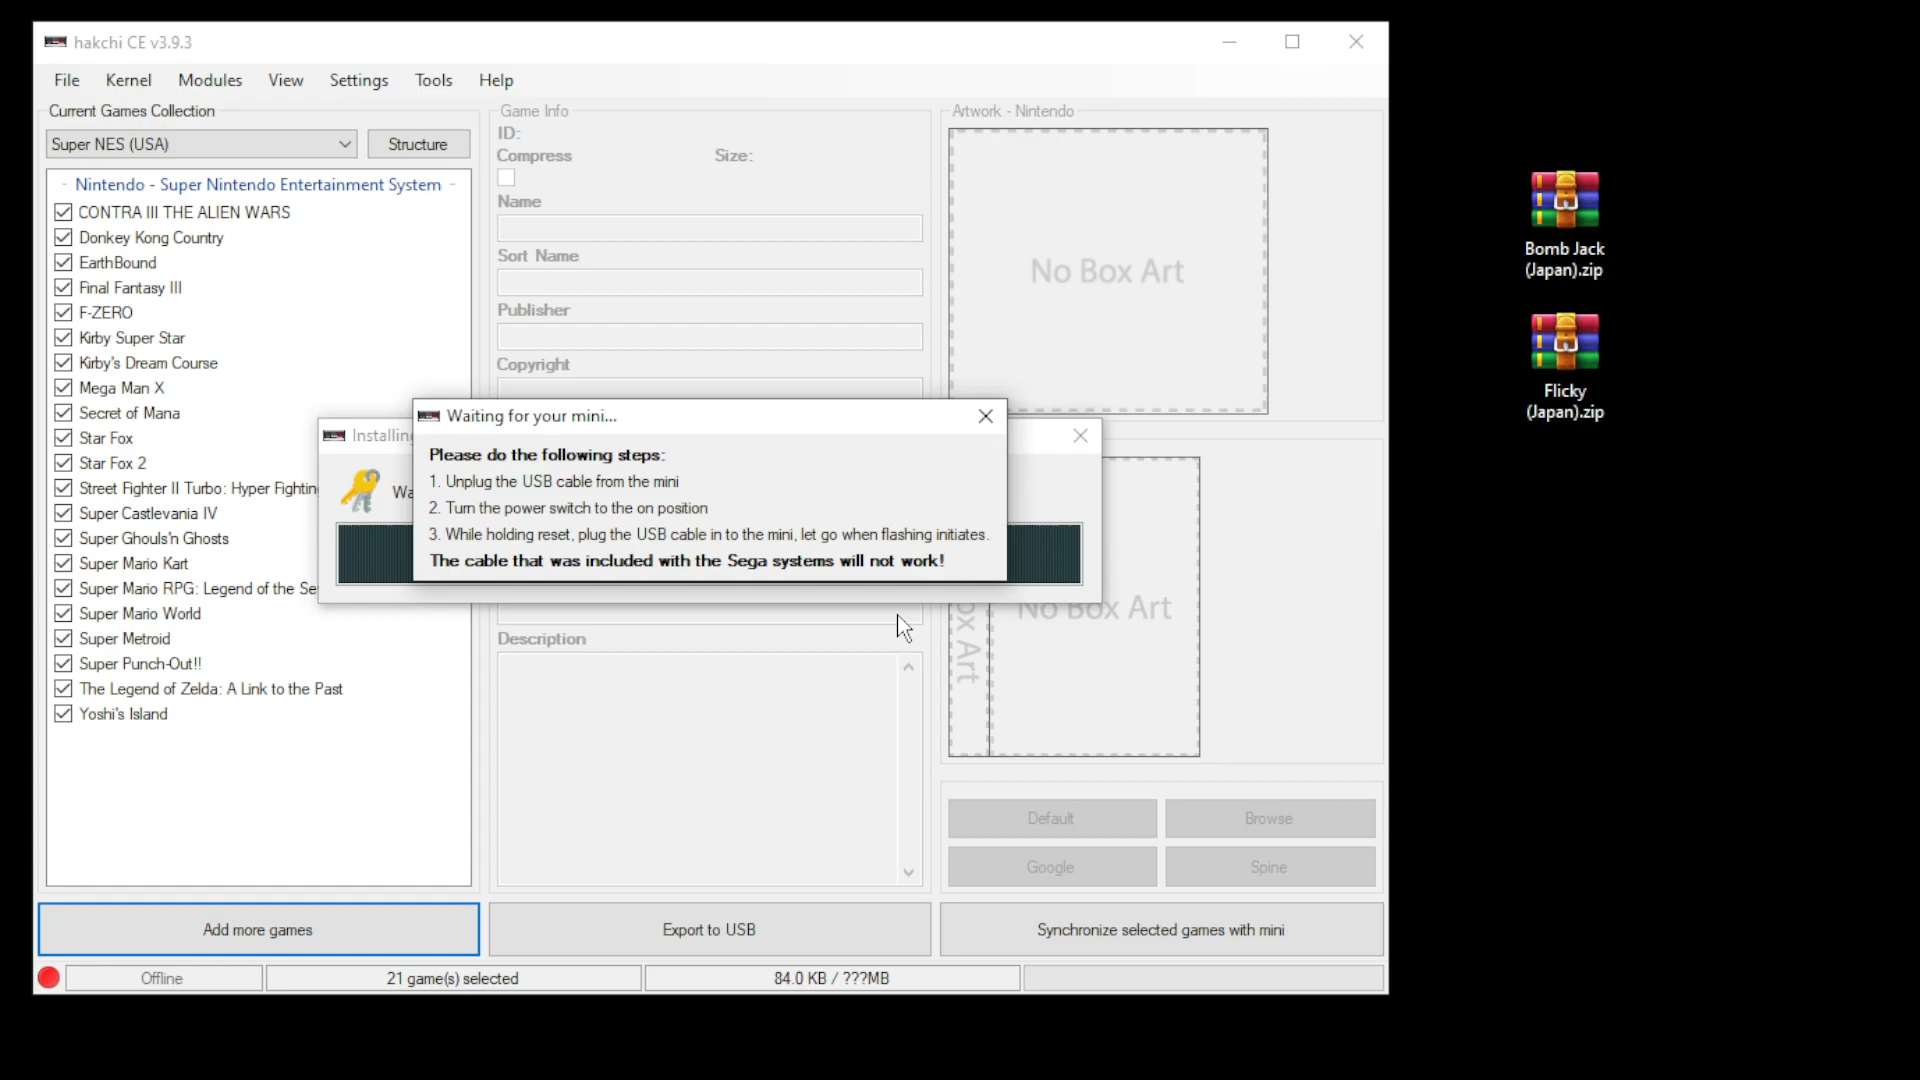 hakchi CE v3.9.3
File Kernel Modules View Settings Tools Help
Current Games Collection
Super NES (USA)
Structure
- Nintendo - Super Nintendo Entertainment System -
CONTRA III THE ALIEN WARS
Donkey Kong Country
EarthBound
Final Fantasy III
F-ZERO
Kirby Super Star
Kirby's Dream Course
Mega Man X
Secret of Mana
Star Fox
Star Fox 2
Street Fighter II Turbo: Hyper Fighting
Super Castlevania IV
Super Ghouls'n Ghosts
Super Mario Kart
Super Mario RPG: Legend of the Se
Super Mario World
Super Metroid
Super Punch-Out!!
The Legend of Zelda: A Link to the Past
Yoshi's Island
Add more games
Game Info
ID:
Compress
Size:
Name
Sort Name
Publisher
Copyright
Installing
Wa
Waiting for your mini...
Please do the following steps:
1. Unplug the USB cable from the mini
2. Turn the power switch to the on position
3. While holding reset, plug the USB cable in to the mini, let go when flashing initiates.
The cable that was included with the Sega systems will not work!
Description
Export to USB
Artwork - Nintendo
No Box Art
ox Art
No Box Art
Default
Browse
Google
Spine
Synchronize selected games with mini
Offline
21 game(s) selected
84.0 KB / ???MB
Bomb Jack
(Japan).zip
Flicky
(Japan).zip